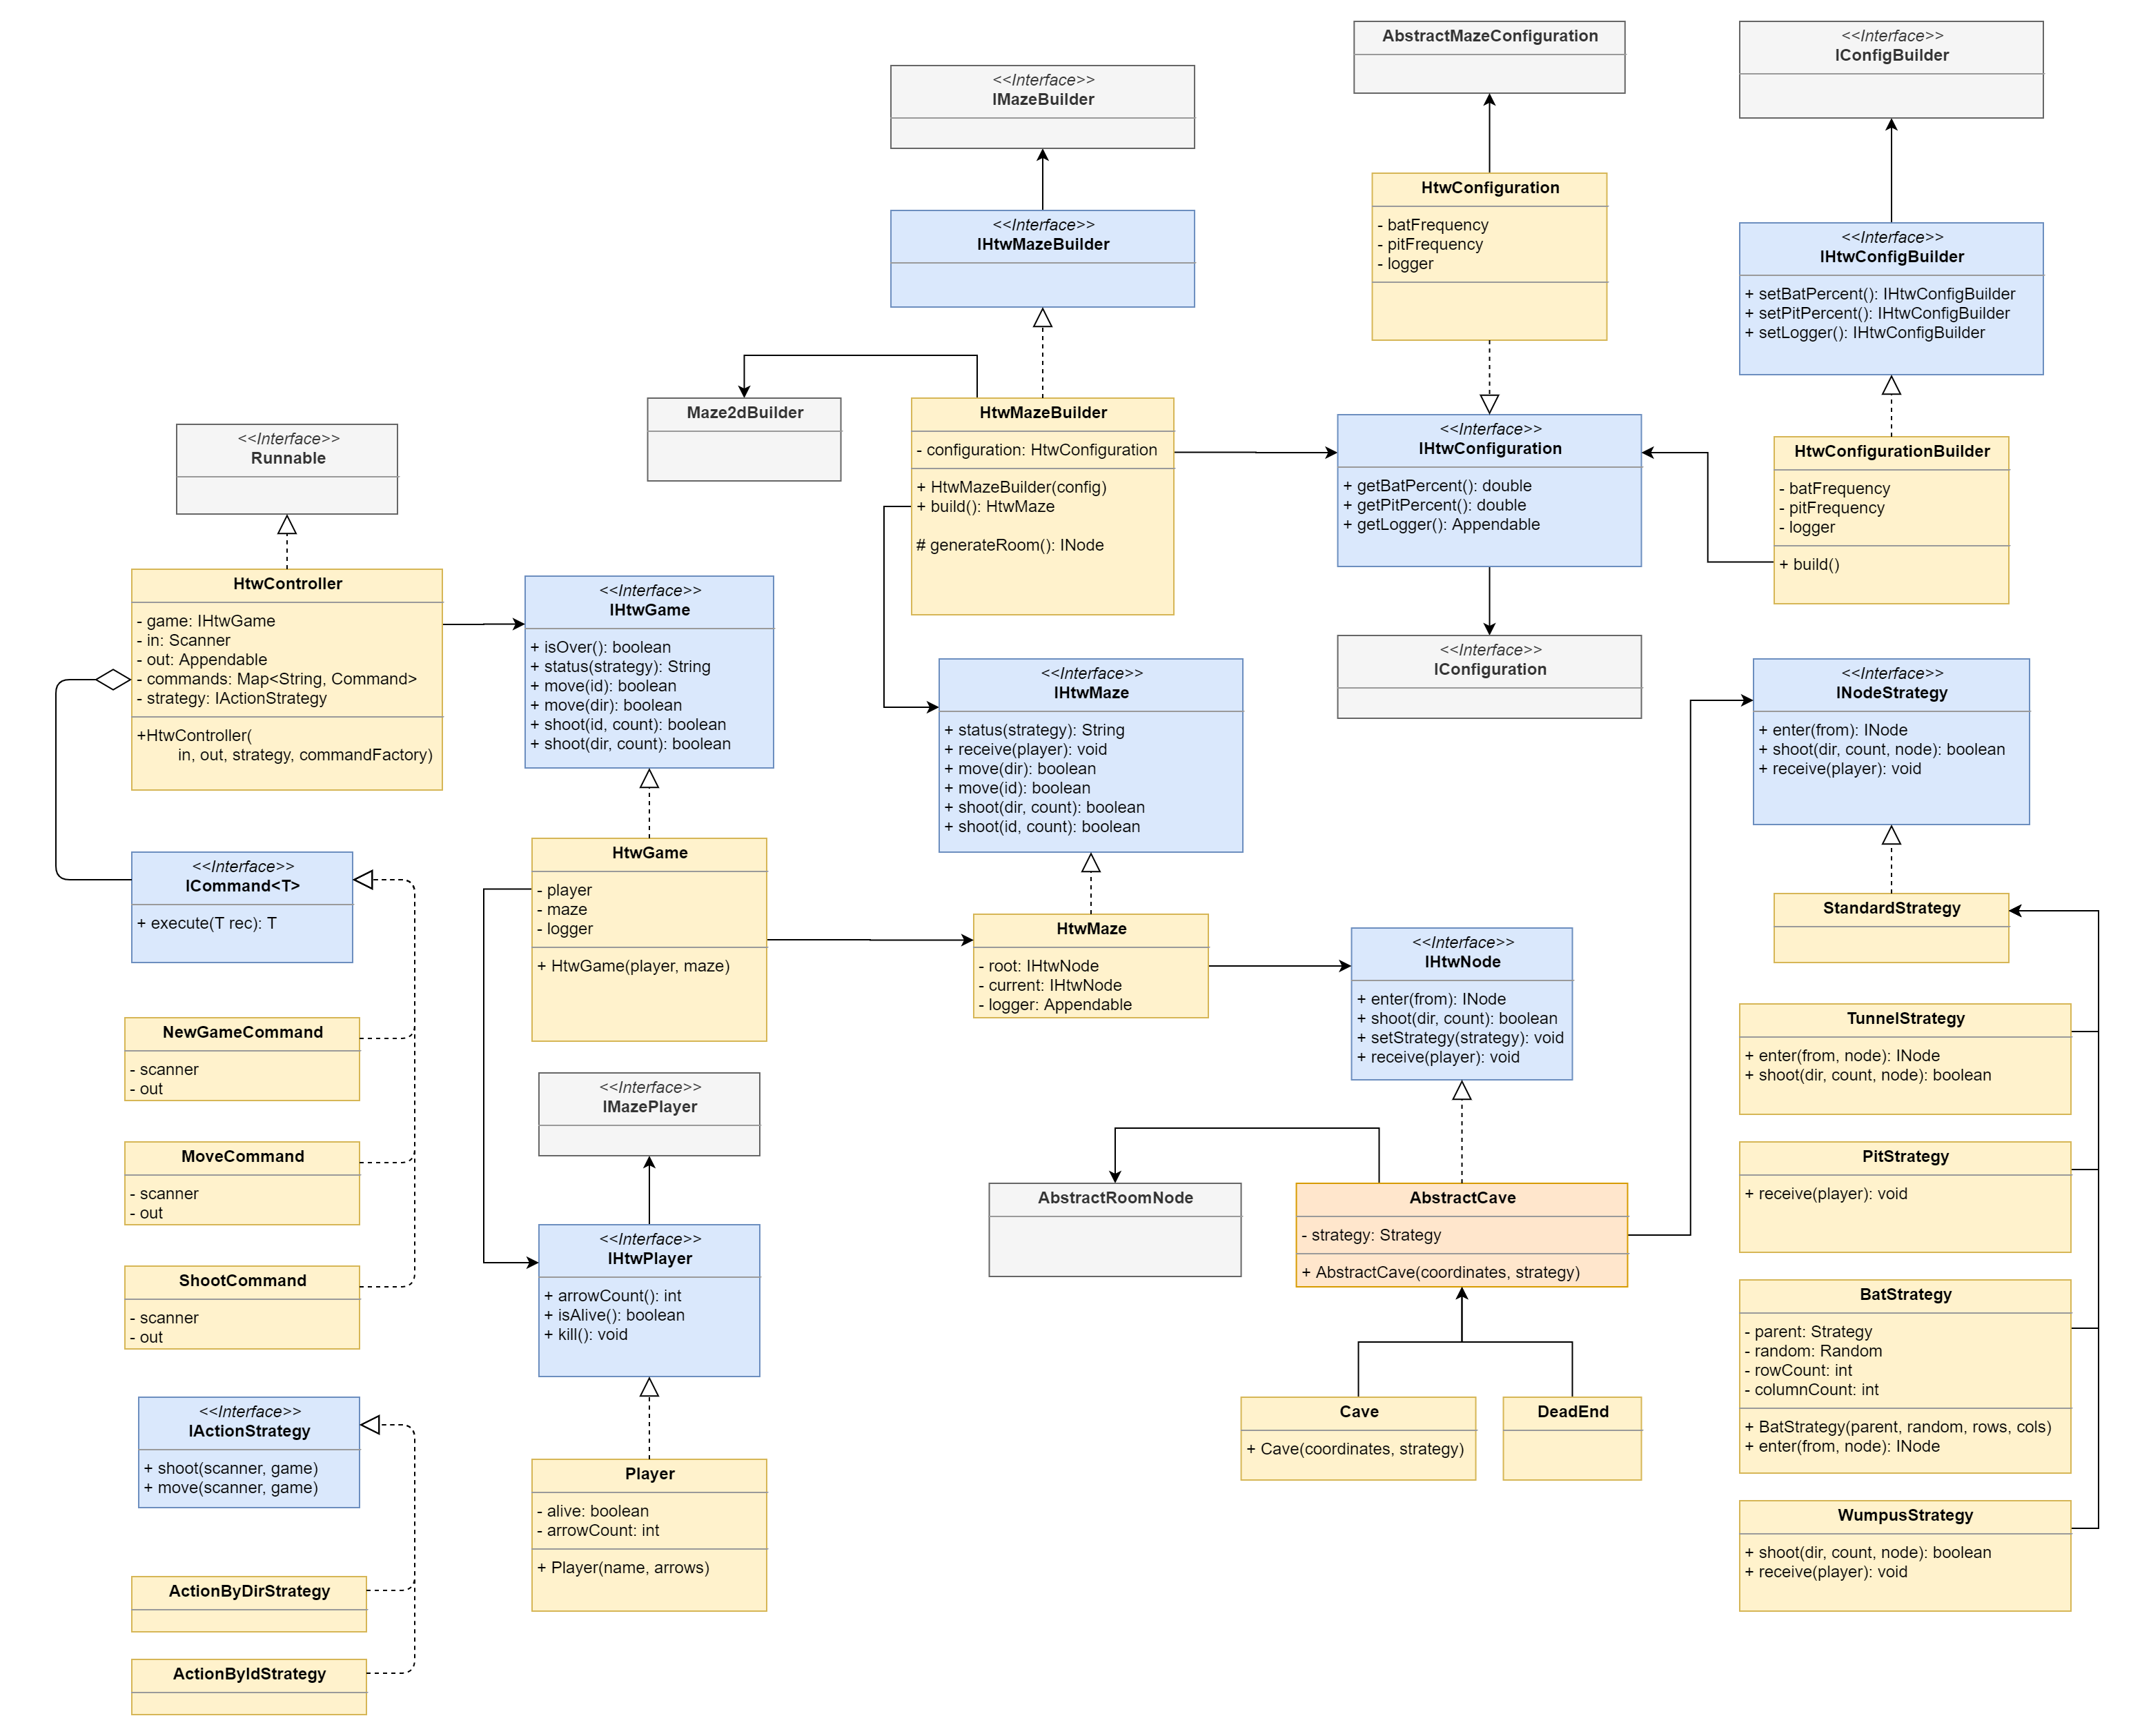 AbstractMazeConfiguration
<<Interface>>
IConfigBuilder
<<Interface>>
IMazeBuilder
HtwConfiguration
- batFrequency
- pitFrequency
- logger
<<Interface>>
IHtwMazeBuilder
<<Interface>>
IHtwConfigBuilder
+ setBatPercent(): IHtwConfigBuilder
+ setPitPercent(): IHtwConfigBuilder
+ setLogger(): IHtwConfigBuilder
Maze2dBuilder
HtwMazeBuilder
- configuration: HtwConfiguration
+ HtwMazeBuilder(config)
+ build(): HtwMaze
# generateRoom(): INode
<<Interface>>
IHtwConfiguration
+ getBatPercent(): double
+ getPitPercent(): double
+ getLogger(): Appendable
HtwConfigurationBuilder
- batFrequency
- pitFrequency
- logger
+ build()
<<Interface>>
Runnable
HtwController
- game: IHtwGame
- in: Scanner
- out: Appendable
- commands: Map<String, Command>
- strategy: IActionStrategy
+HtwController(
in, out, strategy, commandFactory)
<<Interface>>
IHtwGame
+ isOver(): boolean
+ status(strategy): String
+ move(id): boolean
+ move(dir): boolean
+ shoot(id, count): boolean
+ shoot(dir, count): boolean
<<Interface>>
IHtwMaze
+ status(strategy): String
+ receive(player): void
+ move(dir): boolean
+ move(id): boolean
+ shoot(dir, count): boolean
+ shoot(id, count): boolean
<<Interface>>
IConfiguration
<<Interface>>
INodeStrategy
+ enter(from): INode
+ shoot(dir, count, node): boolean
+ receive(player): void
<<Interface>>
ICommand<T>
+ execute(T rec): T
HtwGame
- player
- maze
- logger
+ HtwGame(player, maze)
HtwMaze
- root: IHtwNode
- current: IHtwNode
- logger: Appendable
<<Interface>>
IHtwNode
+ enter(from): INode
+ shoot(dir, count): boolean
+ setStrategy(strategy): void
+ receive(player): void
StandardStrategy
NewGameCommand
- scanner
- out
TunnelStrategy
+ enter(from, node): INode
+ shoot(dir, count, node): boolean
<<Interface>>
IMazePlayer
MoveCommand
- scanner
- out
PitStrategy
+ receive(player): void
AbstractRoomNode
AbstractCave
- strategy: Strategy
+ AbstractCave(coordinates, strategy)
<<Interface>>
IHtwPlayer
+ arrowCount(): int
+ isAlive(): boolean
+ kill(): void
ShootCommand
- scanner
- out
BatStrategy
- parent: Strategy
- random: Random
- rowCount: int
- columnCount: int
+ BatStrategy(parent, random, rows, cols)
+ enter(from, node): INode
<<Interface>>
IActionStrategy
+ shoot(scanner, game)
+ move(scanner, game)
Cave
+ Cave(coordinates, strategy)
DeadEnd
Player
- alive: boolean
- arrowCount: int
+ Player(name, arrows)
WumpusStrategy
+ shoot(dir, count, node): boolean
+ receive(player): void
ActionByDirStrategy
ActionByIdStrategy